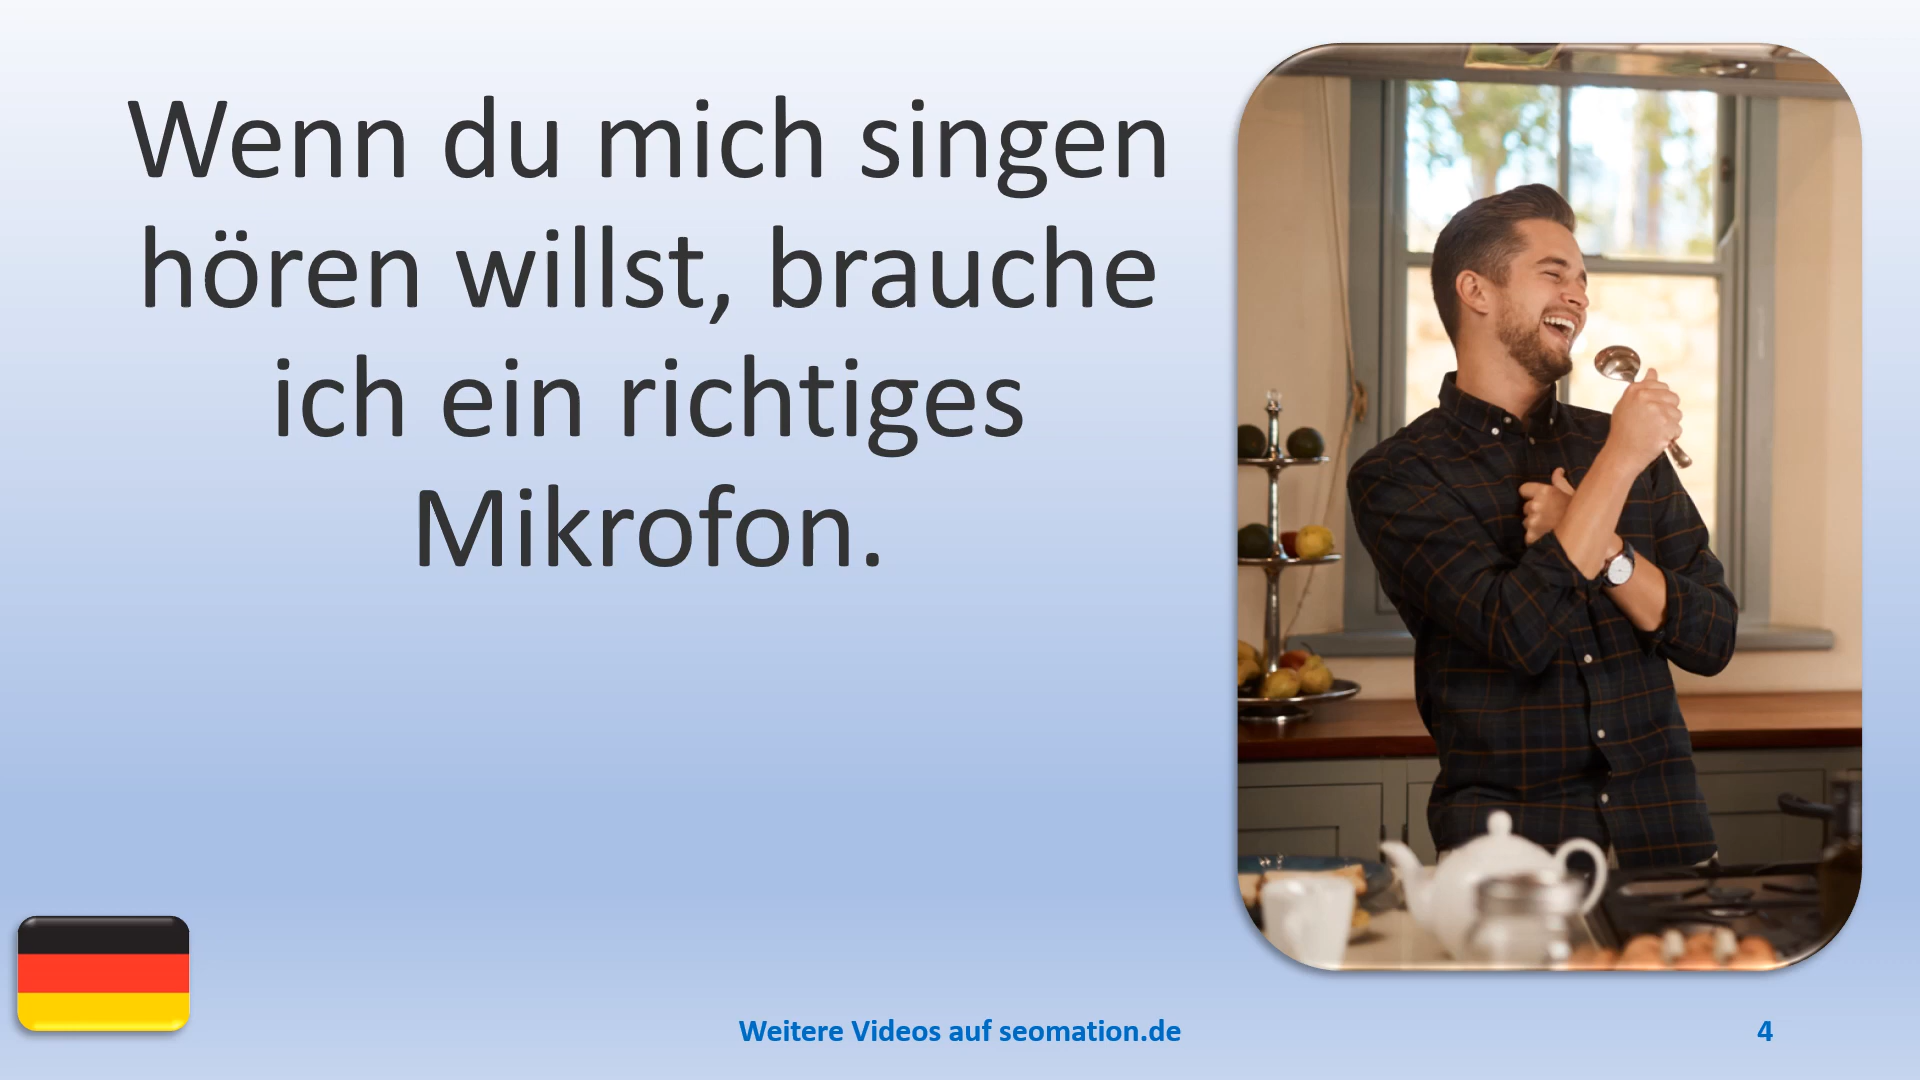 Wenn du mich singen
hören willst, brauche
ich ein richtiges
Mikrofon.
Weitere Videos auf seomation.de
4